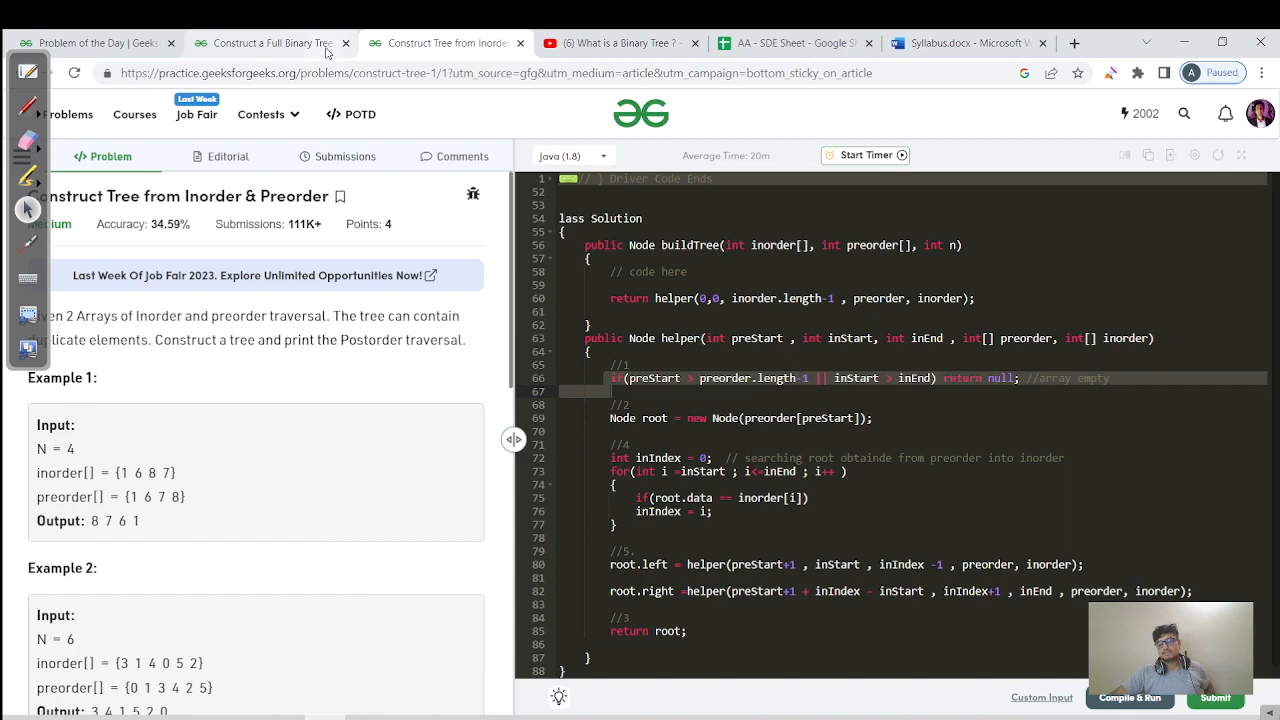 Problem of the Day | Geeks
Construct a Full Binary Tree
Construct Tree from Inorde
(6) What is a Binary Tree ? -
AA - SDE Sheet - Google S
Syllabus.docx - Microsoft W
https://practice.geeksforgeeks.org/problems/construct-tree-1/1?utm_source=gfg&utm_medium=article&utm_campaign=bottom_sticky_on_article
A Paused
Problems
Courses
Last Week
Job Fair
Contests
</> POTD
2002
</> Problem
Editorial
Submissions
Comments
Java (1.8)
Average Time: 20m
Start Timer
Construct Tree from Inorder & Preorder
Medium Accuracy: 34.59% Submissions: 111K+ Points: 4
Last Week Of Job Fair 2023. Explore Unlimited Opportunities Now!
Given 2 Arrays of Inorder and preorder traversal. The tree can contain
duplicate elements. Construct a tree and print the Postorder traversal.
Example 1:
Input:
N = 4
inorder[] = {1 6 8 7}
preorder[] = {1 6 7 8}
Output: 8 7 6 1
Example 2:
Input:
N = 6
inorder[] = {3 1 4 0 5 2}
preorder[] = {0 1 3 4 2 5}
Output: 3 4 1 5 2 0
1 // } Driver Code Ends
52
53
54 lass Solution
55 {
56 public Node buildTree(int inorder[], int preorder[], int n)
57 {
58 // code here
59
60 return helper(0,0, inorder.length-1 , preorder, inorder);
61
62 }
63 public Node helper(int preStart , int inStart, int inEnd , int[] preorder, int[] inorder)
64 {
65 //1
66 if(preStart > preorder.length-1 || inStart > inEnd) return null; //array empty
67
68 //2
69 Node root = new Node(preorder[preStart]);
70
71 //4
72 int inIndex = 0; // searching root obtainde from preorder into inorder
73 for(int i =inStart ; i<=inEnd ; i++ )
74 {
75 if(root.data == inorder[i])
76 inIndex = i;
77 }
78
79 //5.
80 root.left = helper(preStart+1 , inStart , inIndex -1 , preorder, inorder);
81
82 root.right =helper(preStart+1 + inIndex - inStart , inIndex+1 , inEnd , preorder, inorder);
83
84 //3
85 return root;
86
87 }
88 }
Custom Input
Compile & Run
Submit